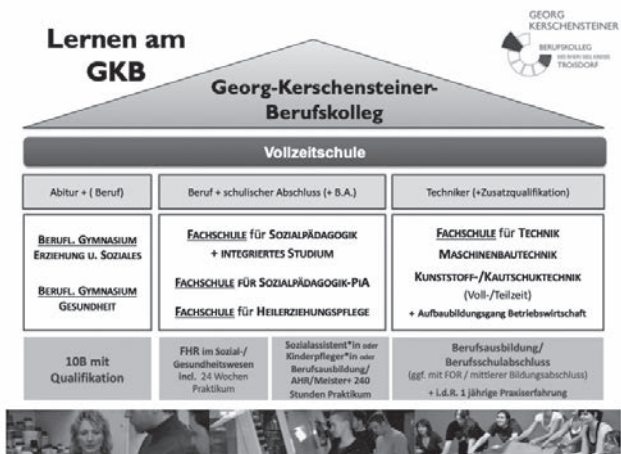 Lernen am
GKB
GEORG
KERSCHENSTEINER
BERUFSKOLLEG
TROISDORF
Georg-Kerschensteiner-
Berufskolleg
Vollzeitschule
Abitur + ( Beruf)
Beruf + schulischer Abschluss (+ B.A.)
Techniker (+Zusatzqualifikation)
BERUFL. GYMNASIUM
ERZIEHUNG U. SOZIALES
BERUFL. GYMNASIUM
GESUNDHEIT
FACHSCHULE für SOZIALPÄDAGOGIK
+ INTEGRIERTES STUDIUM
FACHSCHULE FÜR SOZIALPÄDAGOGIK-PIA
FACHSCHULE für HEILERZIEHUNGSPFLEGE
FACHSCHULE für TECHNIK
MASCHINENBAUTECHNIK
KUNSTSTOFF-/KAUTSCHUKTECHNIK
(Voll-/Teilzeit)
+ Aufbaubildungsgang Betriebswirtschaft
10B mit
Qualifikation
FHR im Sozial-/
Gesundheitswesen
Incl. 24 Wochen
Praktikum
Sozialassistent*in oder
Kinderpfleger*in oder
Berufsausbildung/
AHR/Meister+ 240
Stunden Praktikum
Berufsausbildung/
Berufsschulabschluss
(ggf. mit FOR / mittlerer Bildungsabschluss)
+ i.d.R. 1 jährige Praxiserfahrung